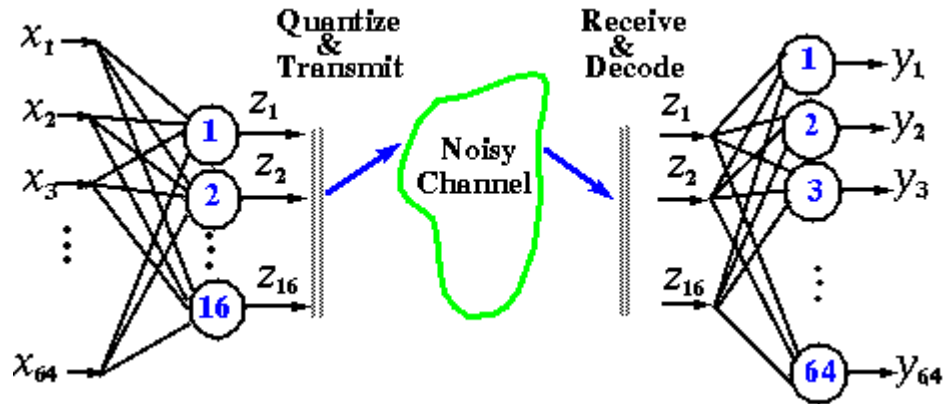 x1
x2
x3
x64
1
2
16
z1
z2
z16
Quantize
&
Transmit
Noisy
Channel
Receive
&
Decode
z1
z2
z16
1
2
3
64
y1
y2
y3
y64